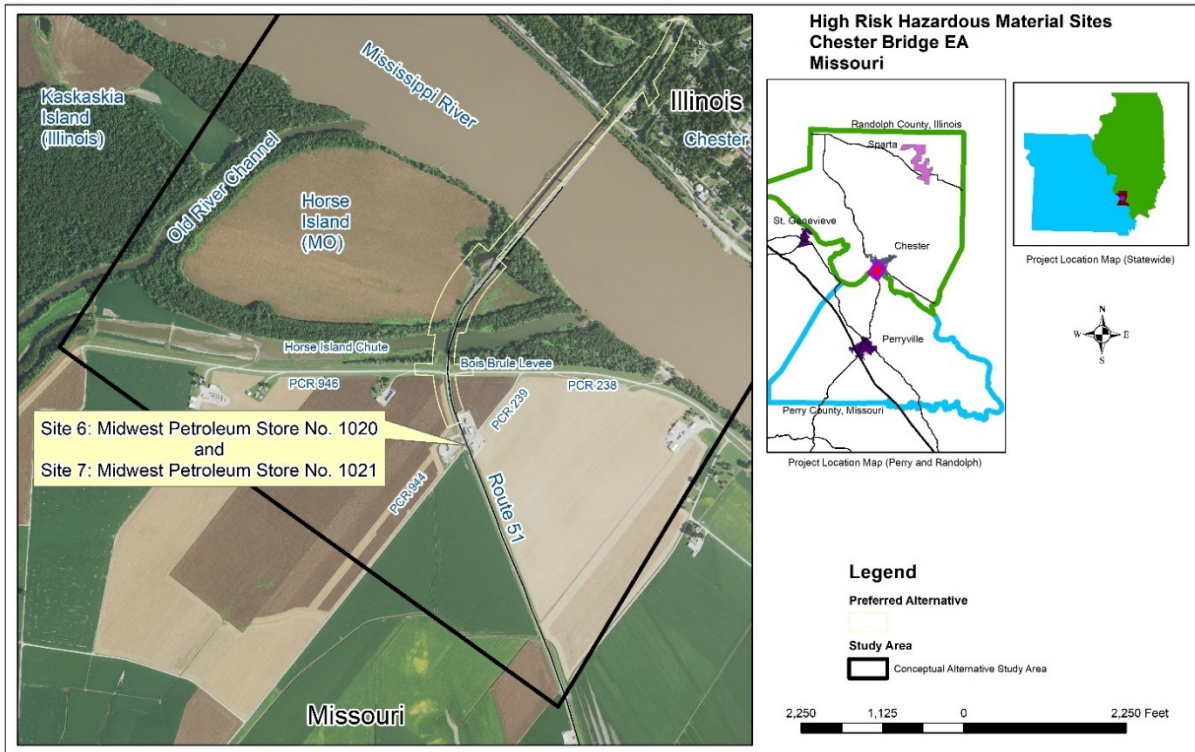 High Risk Hazardous Material Sites
Chester Bridge EA
Missouri
Kaskaskia
Island
(Illinois)
Mississippi River
Illinois
Chester
Old River Channel
Horse
Island
(MO)
Horse Island Chute
Bois Brule Levee
PCR 946
PCR 239
PCR 238
Site 6: Midwest Petroleum Store No. 1020
and
Site 7: Midwest Petroleum Store No. 1021
PCR 944
Route 51
Missouri
Randolph County, Illinois
Sparta
St. Genevieve
Chester
Perryville
Perry County, Missouri
Project Location Map (Perry and Randolph)
Project Location Map (Statewide)
N
W
E
S
Legend
Preferred Alternative
Study Area
Conceptual Alternative Study Area
2,250 1,125 0 2,250 Feet